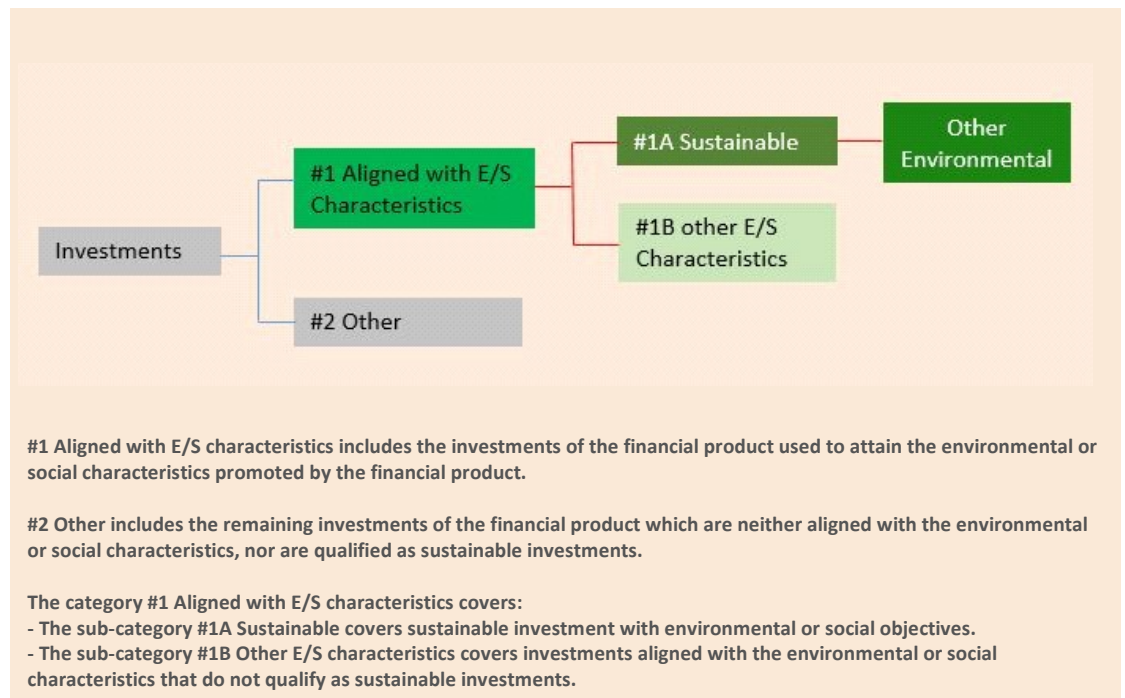 Investments
#1 Aligned with E/S
Characteristics
#2 Other
#1A Sustainable
#1B other E/S
Characteristics
Other
Environmental
#1 Aligned with E/S characteristics includes the investments of the financial product used to attain the environmental or
social characteristics promoted by the financial product.
#2 Other includes the remaining investments of the financial product which are neither aligned with the environmental
or social characteristics, nor are qualified as sustainable investments.
The category #1 Aligned with E/S characteristics covers:
- The sub-category #1A Sustainable covers sustainable investment with environmental or social objectives.
- The sub-category #1B Other E/S characteristics covers investments aligned with the environmental or social
characteristics that do not qualify as sustainable investments.